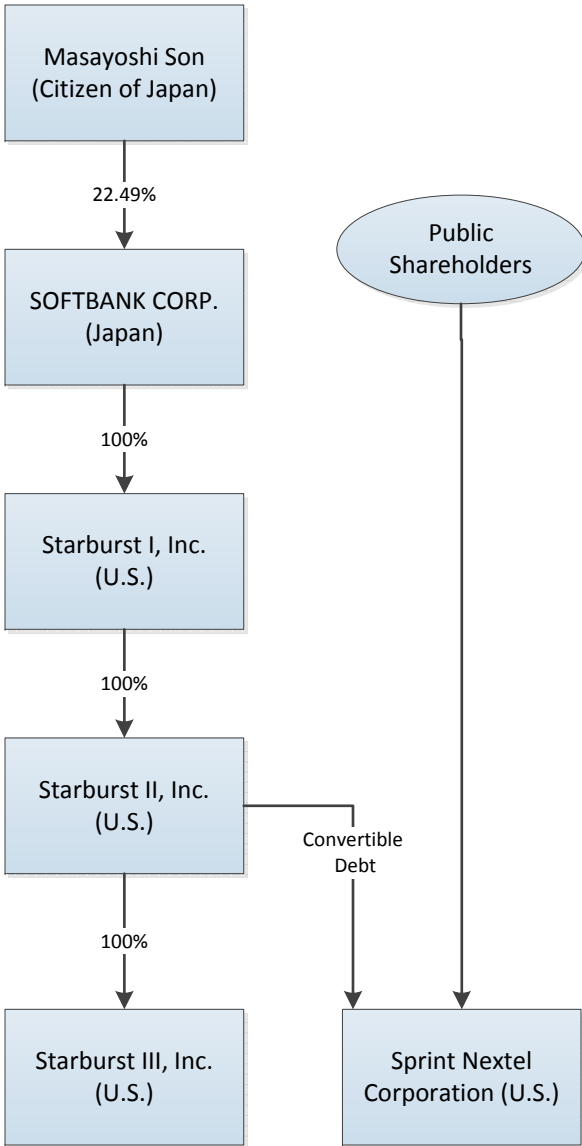 Masayoshi Son
(Citizen of Japan)
22.49%
Public
Shareholders
SOFTBANK CORP.
(Japan)
100%
Starburst I, Inc.
(U.S.)
100%
Starburst II, Inc.
(U.S.)
Convertible
Debt
100%
Starburst III, Inc.
(U.S.)
Sprint Nextel
Corporation (U.S.)